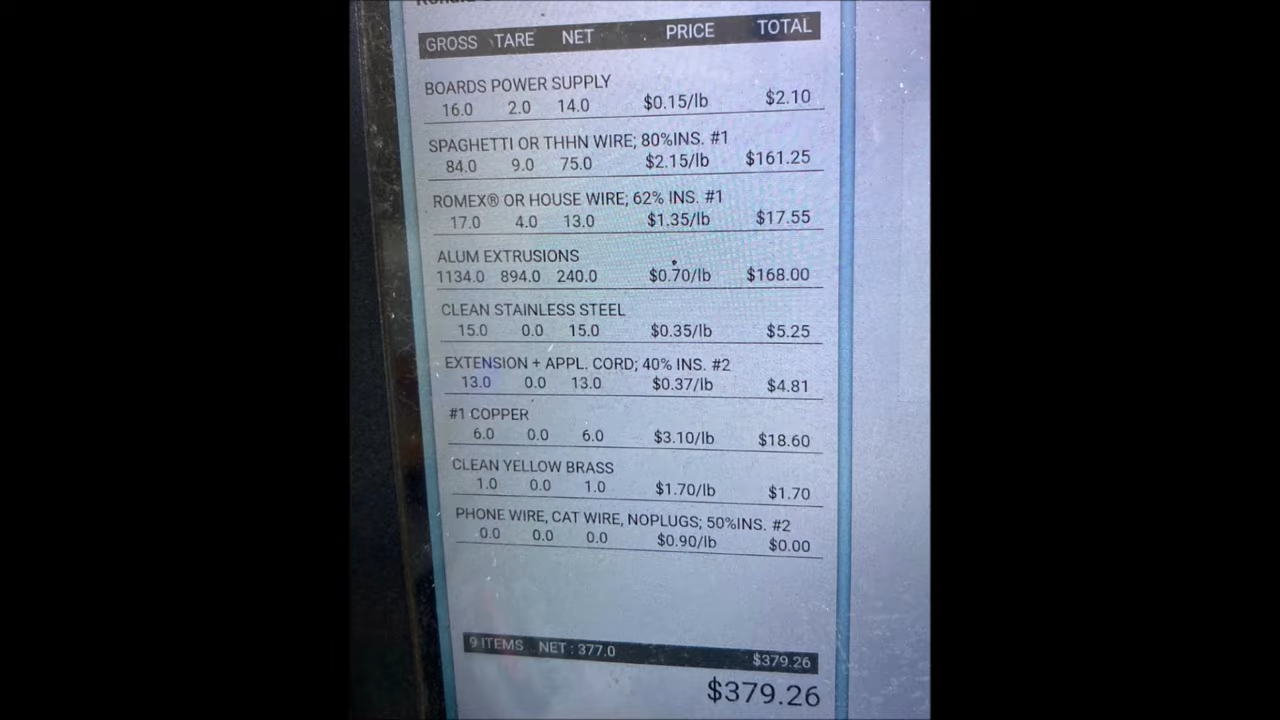 GROSS TARE NET PRICE TOTAL
BOARDS POWER SUPPLY
16.0 2.0 14.0 $0.15/lb $2.10
SPAGHETTI OR THHN WIRE; 80%INS. #1
84.0 9.0 75.0 $2.15/lb $161.25
ROMEX® OR HOUSE WIRE; 62% INS. #1
17.0 4.0 13.0 $1.35/lb $17.55
ALUM EXTRUSIONS
1134.0 894.0 240.0 $0.70/lb $168.00
CLEAN STAINLESS STEEL
15.0 0.0 15.0 $0.35/lb $5.25
EXTENSION + APPL. CORD; 40% INS. #2
13.0 0.0 13.0 $0.37/lb $4.81
#1 COPPER
6.0 0.0 6.0 $3.10/lb $18.60
CLEAN YELLOW BRASS
1.0 0.0 1.0 $1.70/lb $1.70
PHONE WIRE, CAT WIRE, NOPLUGS; 50%INS. #2
0.0 0.0 0.0 $0.90/lb $0.00
9 ITEMS NET : 377.0 $379.26
$379.26